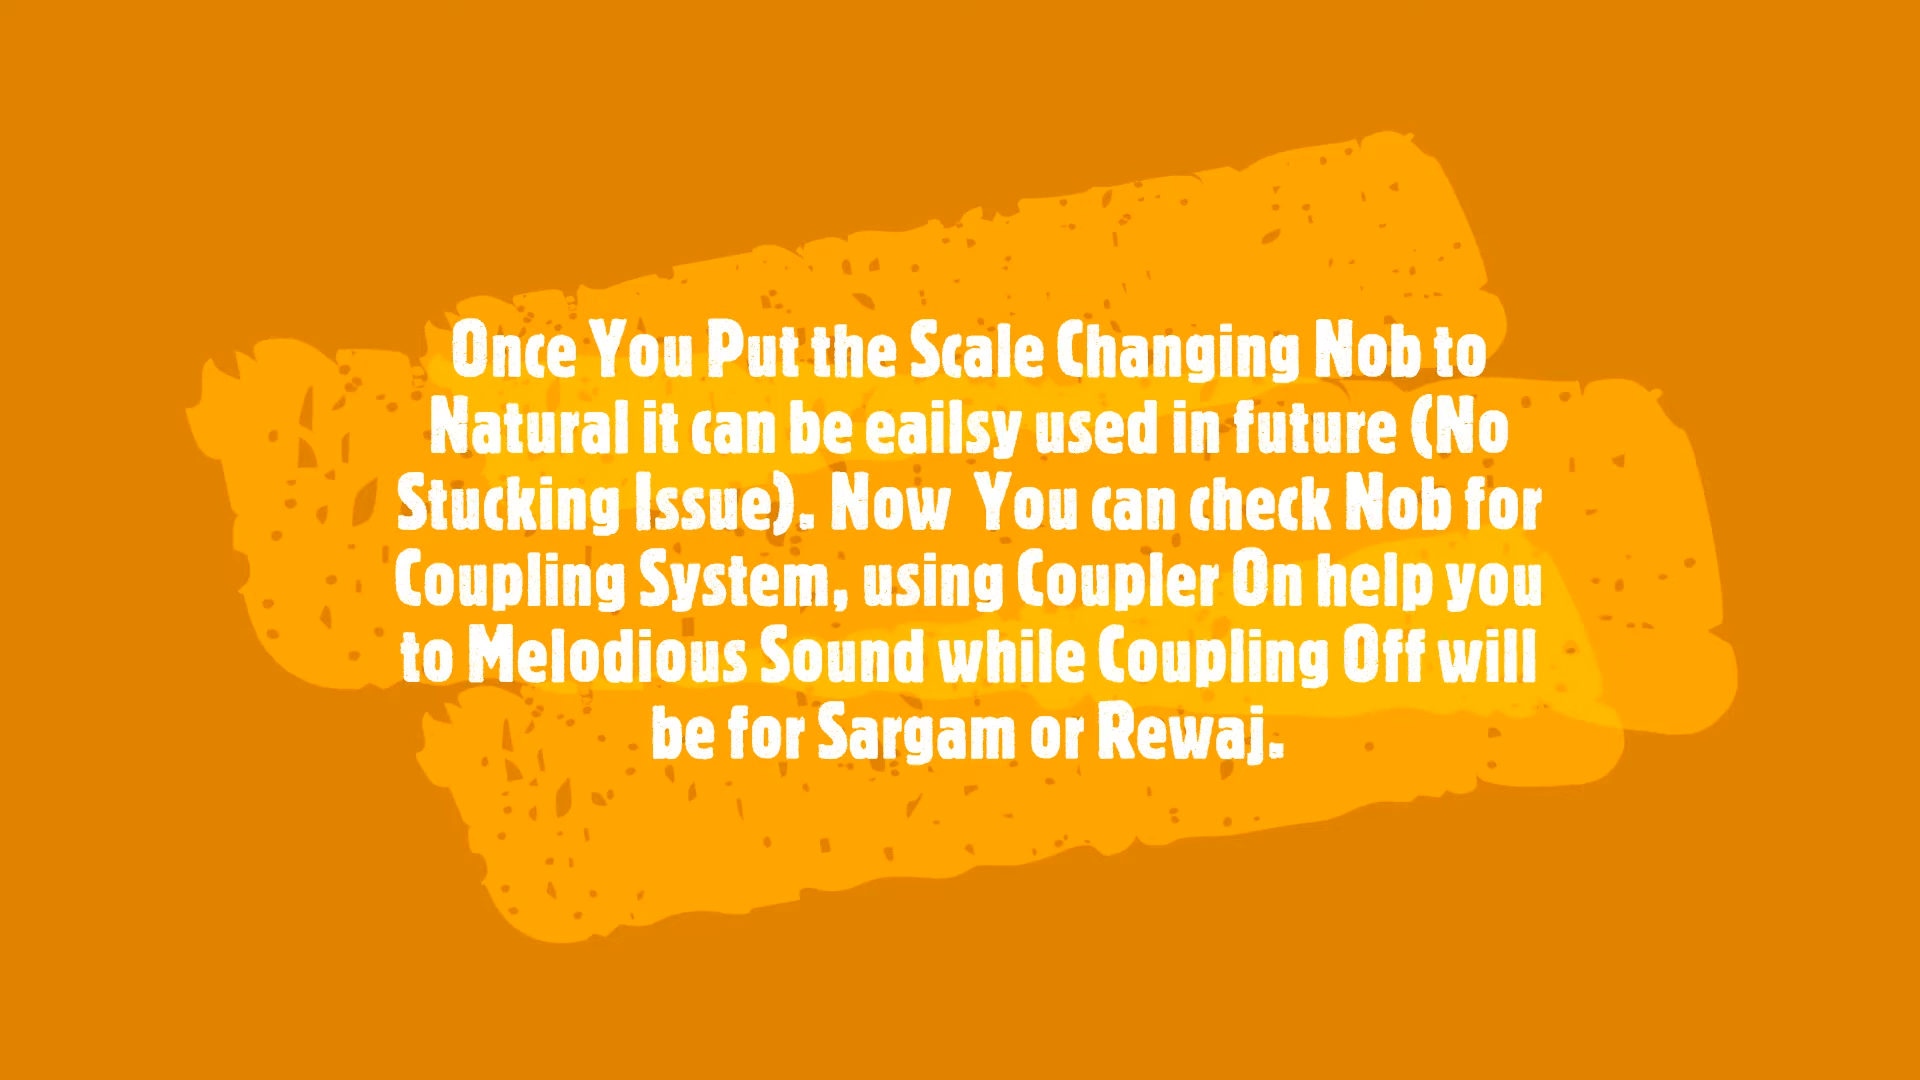 Once You Put the Scale Changing Nob to
Natural it can be eailsy used in future (No
Stucking Issue). Now  You can check Nob for
Coupling System, using Coupler On help you
to Melodious Sound while Coupling Off will
be for Sargam or Rewaj.